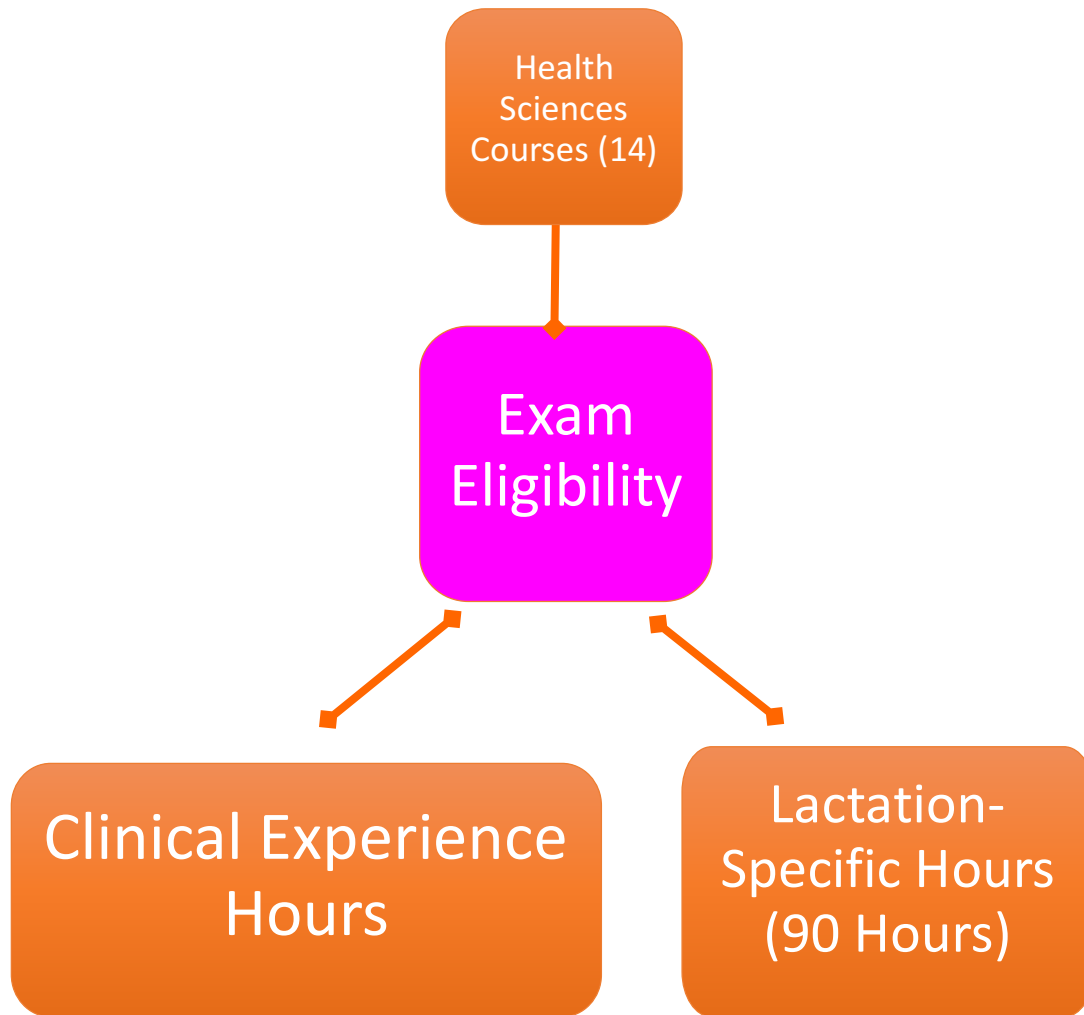 Health
Sciences
Courses (14)
Exam
Eligibility
Clinical Experience
Hours
Lactation-
Specific Hours
(90 Hours)